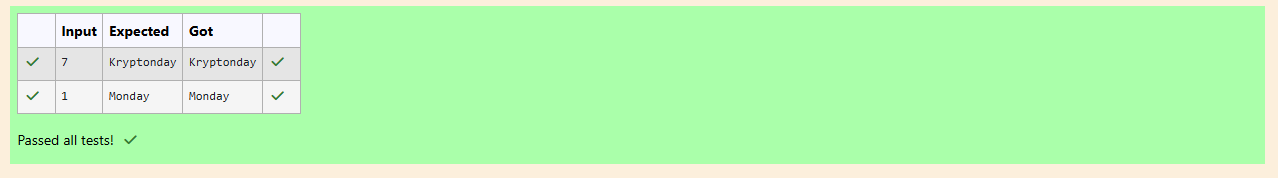 Input Expected Got
7 Kryptonday Kryptonday
1 Monday Monday
Passed all tests!